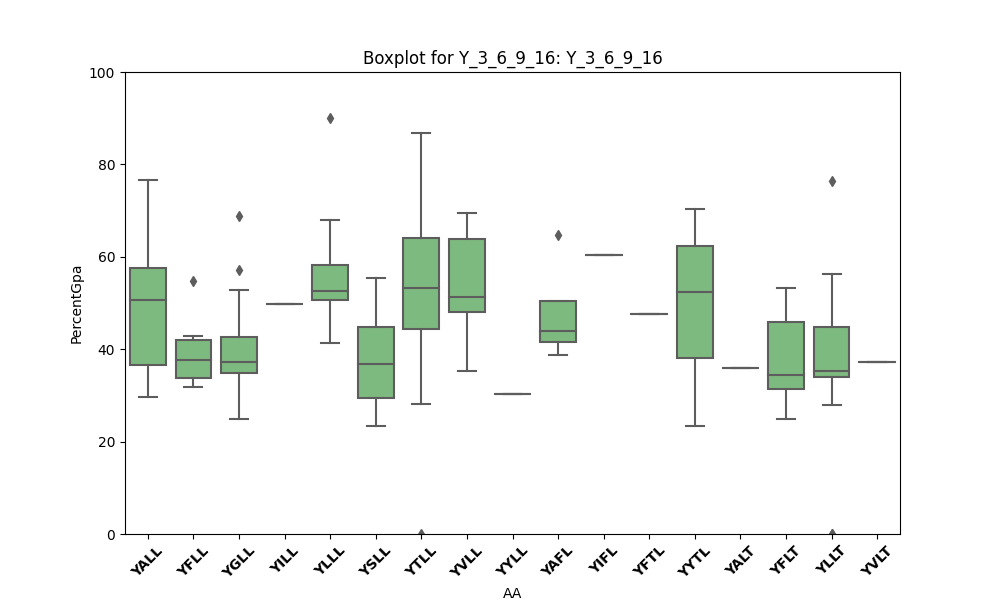 Boxplot for Y_3_6_9_16: Y_3_6_9_16
PercentGpa
100
80
60
40
20
0
YALL YFLL YGLL YILL YLLL YSLL YTLL YVLL YYLL YAFL YIFL YFTL YYTL YALT YFLT YLLT YVLT
AA